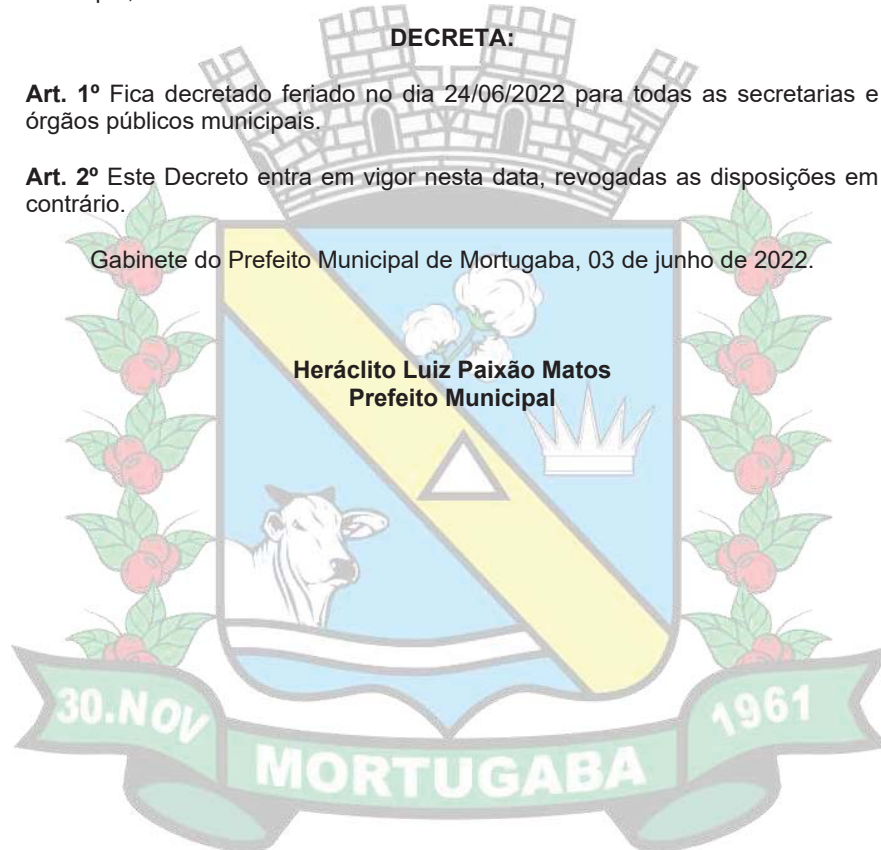 DECRETA:
Art. 1º Fica decretado feriado no dia 24/06/2022 para todas as secretarias e
órgãos públicos municipais.
Art. 2º Este Decreto entra em vigor nesta data, revogadas as disposições em
contrário.
Gabinete do Prefeito Municipal de Mortugaba, 03 de junho de 2022.
Heráclito Luiz Paixão Matos
Prefeito Municipal
30.NOV
1961
MORTUGABA